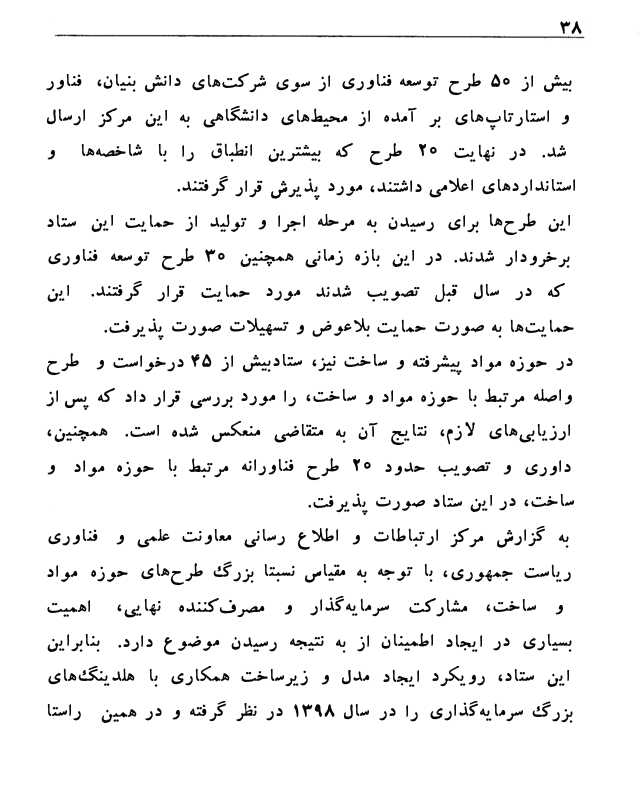 ۳۸
بیش از ۵۰ طرح توسعه فناوری از سوی شرکت‌های دانش بنیان، فناور
و استارتاپ‌های بر آمده از محیط‌های دانشگاهی به این مرکز ارسال
شد. در نهایت ۲۰ طرح که بیشترین انطباق را با شاخصه‌ها و
استانداردهای اعلامی داشتند، مورد پذیرش قرار گرفتند.
این طرح‌ها برای رسیدن به مرحله اجرا و تولید از حمایت این ستاد
برخرودار شدند. در این بازه زمانی همچنین ۳۰ طرح توسعه فناوری
که در سال قبل تصویب شدند مورد حمایت قرار گرفتند. این
حمایت‌ها به صورت حمایت بلاعوض و تسهیلات صورت پذیرفت.
در حوزه مواد پیشرفته و ساخت نیز، ستادبیش از ۴۵ درخواست و طرح
واصله مرتبط با حوزه مواد و ساخت، را مورد بررسی قرار داد که پس از
ارزیابی‌های لازم، نتایج آن به متقاضی منعکس شده است. همچنین،
داوری و تصویب حدود ۲۰ طرح فناورانه مرتبط با حوزه مواد و
ساخت، در این ستاد صورت پذیرفت.
به گزارش مرکز ارتباطات و اطلاع رسانی معاونت علمی و فناوری
ریاست جمهوری، با توجه به مقیاس نسبتا بزرگ طرح‌های حوزه مواد
و ساخت، مشارکت سرمایه‌گذار و مصرف‌کننده نهایی، اهمیت
بسیاری در ایجاد اطمینان از به نتیجه رسیدن موضوع دارد. بنابراین
این ستاد، رویکرد ایجاد مدل و زیرساخت همکاری با هلدینگ‌های
بزرگ سرمایه‌گذاری را در سال ۱۳۹۸ در نظر گرفته و در همین راستا